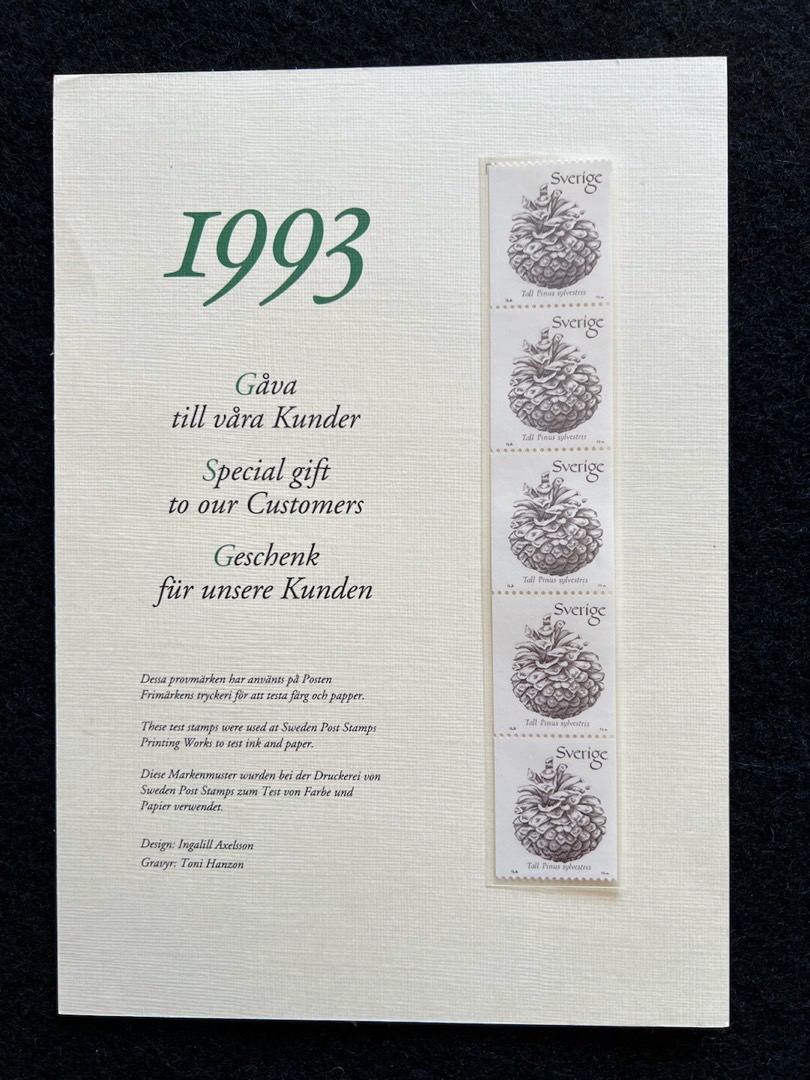 1993
Gåva
till våra Kunder
Special gift
to our Customers
Geschenk
für unsere Kunden
Dessa provmärken har använts på Posten
Frimärkens tryckeri för att testa färg och papper.
These test stamps were used at Sweden Post Stamps
Printing Works to test ink and paper.
Diese Markenmuster wurden bei der Druckerei von
Sweden Post Stamps zum Test von Farbe und
Papier verwendet.
Design: Ingalill Axelsson
Gravyr: Toni Hanzon
Sverige
Tall Pinus sylvestris
Sverige
Tall Pinus sylvestris
Sverige
Tall Pinus sylvestris
Sverige
Tall Pinus sylvestris
Sverige
Tall Pinus sylvestris